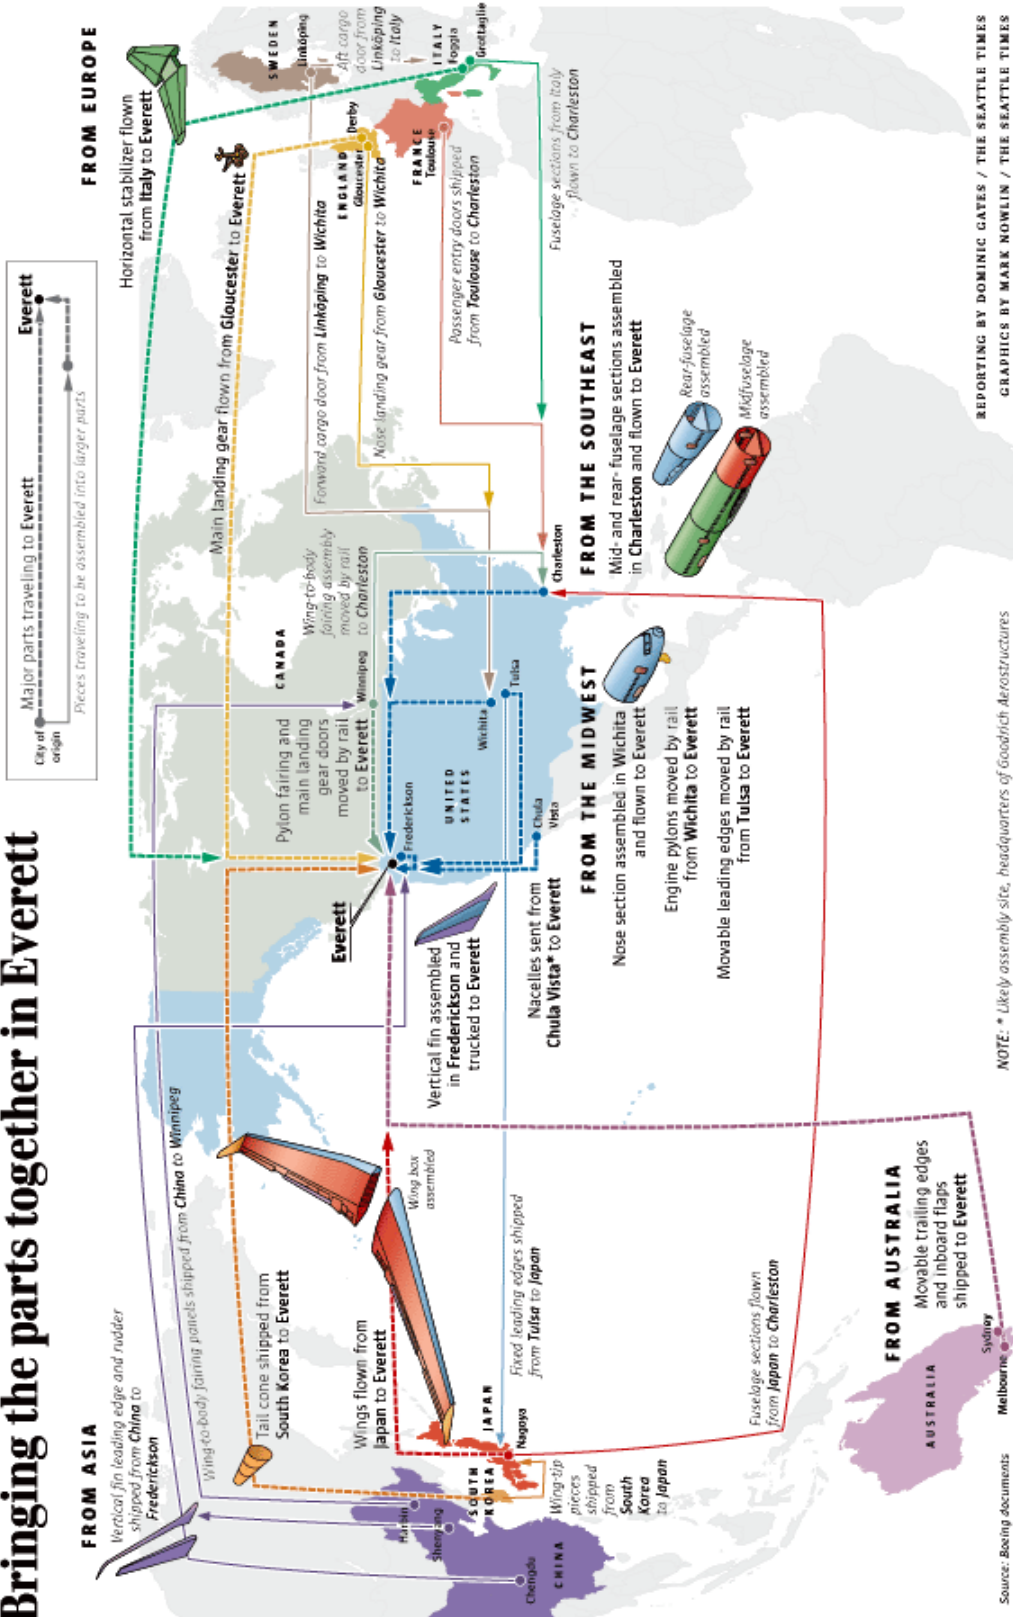 Bringing the parts together in Everett
City of
origin
Major parts traveling to Everett
Everett
Pieces traveling to be assembled into larger parts
FROM ASIA
Vertical fin leading edge and rudder
shipped from China to
Frederickson
Wing-to-body fairing panels shipped from China to Winnipeg
Tail cone shipped from
South Korea to Everett
Wings flown from
Japan to Everett
Wing box
assembled
Fixed leading edges shipped
from Tulsa to Japan
Fuselage sections flown
from Japan to Charleston
Wing-tip
pieces
shipped
from
South
Korea
to Japan
Harbin
Shenyang
Chengdu
CHINA
SOUTH
KOREA
JAPAN
Nagoya
FROM AUSTRALIA
Movable trailing edges
and inboard flaps
shipped to Everett
AUSTRALIA
Sydney
Melbourne
Everett
Vertical fin assembled
in Frederickson and
trucked to Everett
Nacelles sent from
Chula Vista* to Everett
Pylon fairing and
main landing
gear doors
moved by rail
to Everett
CANADA
Winnipeg
Wing-to-body
fairing assembly
moved by rail
to Charleston
Frederickson
UNITED
STATES
Wichita
Tulsa
Chula
Vista
Charleston
FROM THE MIDWEST
Nose section assembled in Wichita
and flown to Everett
Engine pylons moved by rail
from Wichita to Everett
Movable leading edges moved by rail
from Tulsa to Everett
FROM THE SOUTHEAST
Mid- and rear- fuselage sections assembled
in Charleston and flown to Everett
Rear-fuselage
assembled
Midfuselage
assembled
FROM EUROPE
Horizontal stabilizer flown
from Italy to Everett
Main landing gear flown from Gloucester to Everett
Forward cargo door from Linköping to Wichita
Nose landing gear from Gloucester to Wichita
Passenger entry doors shipped
from Toulouse to Charleston
Fuselage sections from Italy
flown to Charleston
SWEDEN
Linköping
Aft cargo
door from
Linköping
to Italy
ITALY
Foggia
Grottaglie
ENGLAND
Gloucester
Derby
FRANCE
Toulouse
Source: Boeing documents
NOTE: * Likely assembly site, headquarters of Goodrich Aerostructures
REPORTING BY DOMINIC GATES / THE SEATTLE TIMES
GRAPHICS BY MARK NOWLIN / THE SEATTLE TIMES